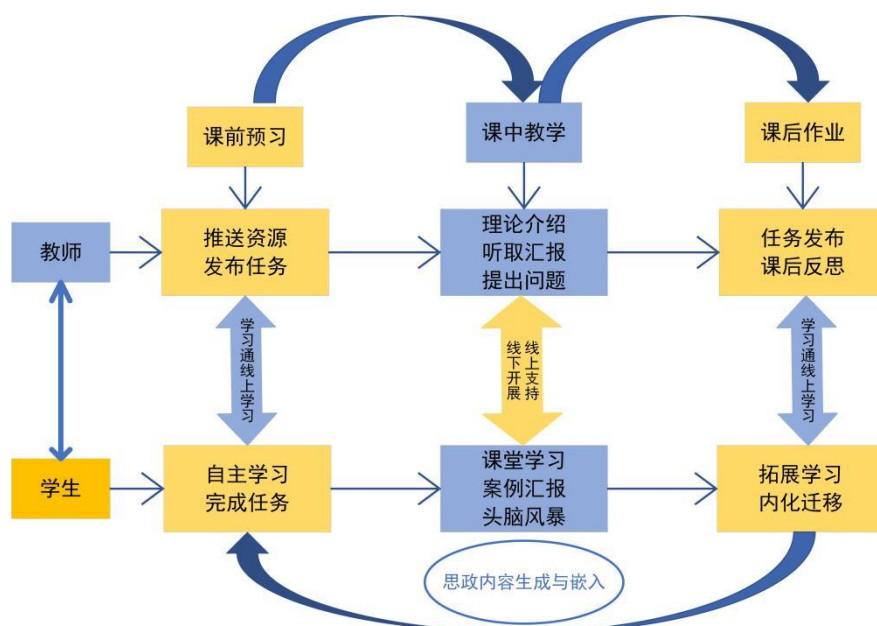 课前预习
课中教学
课后作业
教师
推送资源
发布任务
理论介绍
听取汇报
提出问题
任务发布
课后反思
学习通线上学习
线上支持
线下开展
学习通线上学习
学生
自主学习
完成任务
课堂学习
案例汇报
头脑风暴
拓展学习
内化迁移
思政内容生成与嵌入